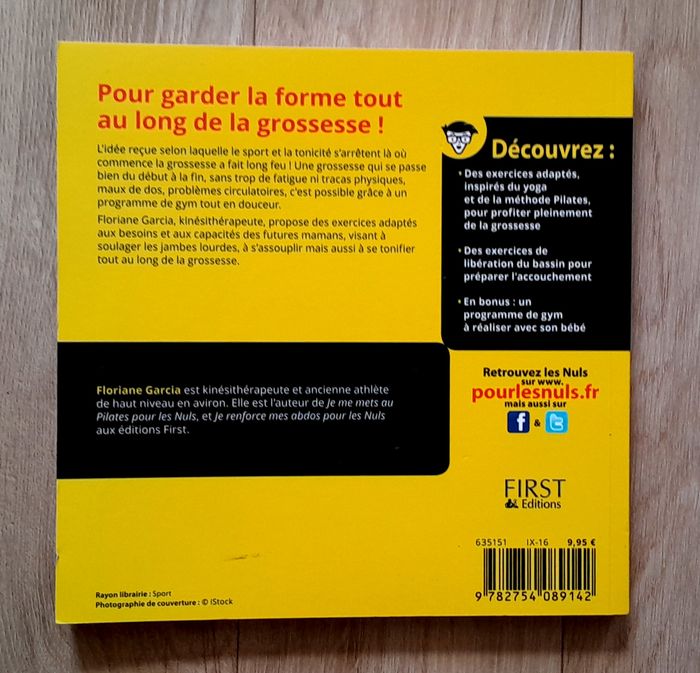 Pour garder la forme tout
au long de la grossesse !
L'idée reçue selon laquelle le sport et la tonicité s'arrêtent là où
commence la grossesse a fait long feu ! Une grossesse qui se passe
bien du début à la fin, sans trop de fatigue ni tracas physiques,
maux de dos, problèmes circulatoires, c'est possible grâce à un
programme de gym tout en douceur.
Floriane Garcia, kinésithérapeute, propose des exercices adaptés
aux besoins et aux capacités des futures mamans, visant à
soulager les jambes lourdes, à s'assouplir mais aussi à se tonifier
tout au long de la grossesse.
Découvrez :
• Des exercices adaptés,
inspirés du yoga
et de la méthode Pilates,
pour profiter pleinement
de la grossesse
• Des exercices de
libération du bassin pour
préparer l'accouchement
• En bonus : un
programme de gym
à réaliser avec son bébé
Floriane Garcia est kinésithérapeute et ancienne athlète
de haut niveau en aviron. Elle est l'auteur de Je me mets au
Pilates pour les Nuls, et Je renforce mes abdos pour les Nuls
aux éditions First.
Retrouvez les Nuls
sur www.
pourlesnuls.fr
mais aussi sur
f & t
FIRST
Editions
635151 IX-16 9,95 €
9 782754 089142
Rayon librairie : Sport
Photographie de couverture : © iStock